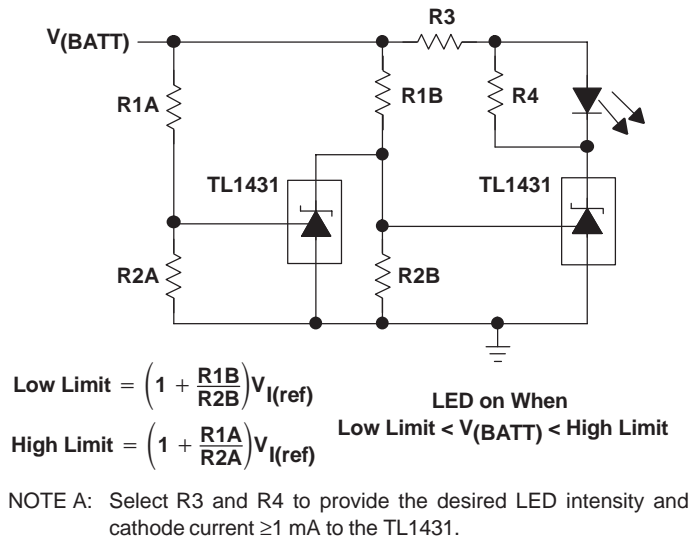 R3
V(BATT)
R1A
R1B
R4
TL1431
TL1431
R2A
R2B
Low Limit = (1 + R1B/R2B) VI(ref)
High Limit = (1 + R1A/R2A) VI(ref)
LED on When
Low Limit < V(BATT) < High Limit
NOTE A: Select R3 and R4 to provide the desired LED intensity and
cathode current ≥1 mA to the TL1431.